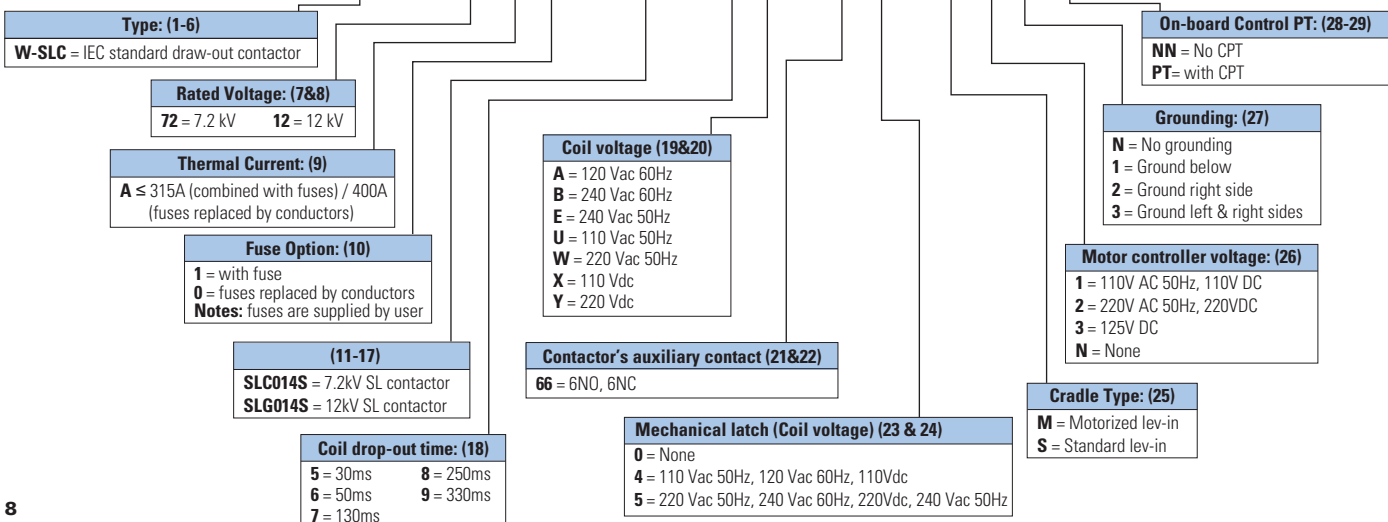 Type: (1-6)
W-SLC = IEC standard draw-out contactor
Rated Voltage: (7&8)
72 = 7.2 kV 12 = 12 kV
Thermal Current: (9)
A ≤ 315A (combined with fuses) / 400A
(fuses replaced by conductors)
Fuse Option: (10)
1 = with fuse
0 = fuses replaced by conductors
Notes: fuses are supplied by user
(11-17)
SLC014S = 7.2kV SL contactor
SLG014S = 12kV SL contactor
Coil drop-out time: (18)
5 = 30ms 8 = 250ms
6 = 50ms 9 = 330ms
7 = 130ms
Coil voltage (19&20)
A = 120 Vac 60Hz
B = 240 Vac 60Hz
E = 240 Vac 50Hz
U = 110 Vac 50Hz
W = 220 Vac 50Hz
X = 110 Vdc
Y = 220 Vdc
Contactor's auxiliary contact (21&22)
66 = 6NO, 6NC
Mechanical latch (Coil voltage) (23 & 24)
0 = None
4 = 110 Vac 50Hz, 120 Vac 60Hz, 110Vdc
5 = 220 Vac 50Hz, 240 Vac 60Hz, 220Vdc, 240 Vac 50Hz
Cradle Type: (25)
M = Motorized lev-in
S = Standard lev-in
Motor controller voltage: (26)
1 = 110V AC 50Hz, 110V DC
2 = 220V AC 50Hz, 220VDC
3 = 125V DC
N = None
Grounding: (27)
N = No grounding
1 = Ground below
2 = Ground right side
3 = Ground left & right sides
On-board Control PT: (28-29)
NN = No CPT
PT= with CPT
8